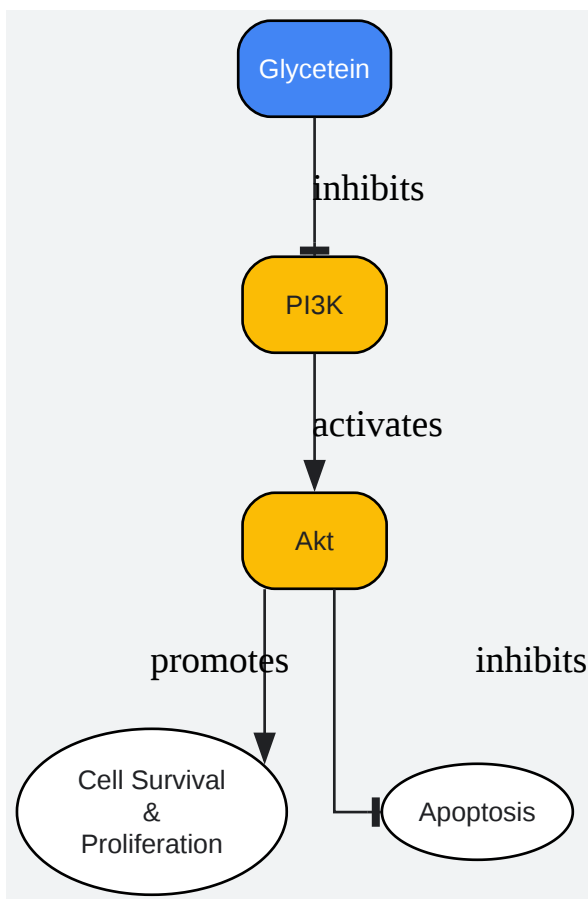 Glycetein
inhibits
PI3K
activates
Akt
promotes
inhibits
Cell Survival
&
Proliferation
Apoptosis